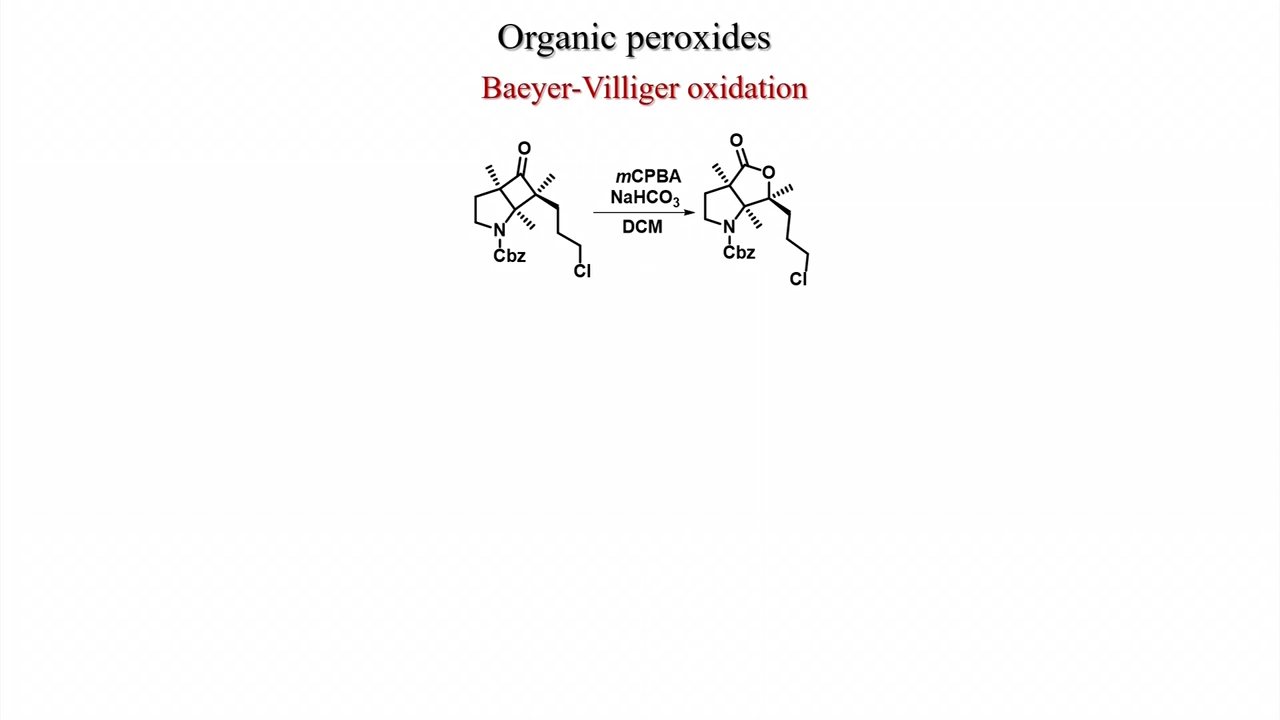 Organic peroxides
Baeyer-Villiger oxidation
O
N
Cbz
Cl
mCPBA
NaHCO₃
DCM
O
O
N
Cbz
Cl